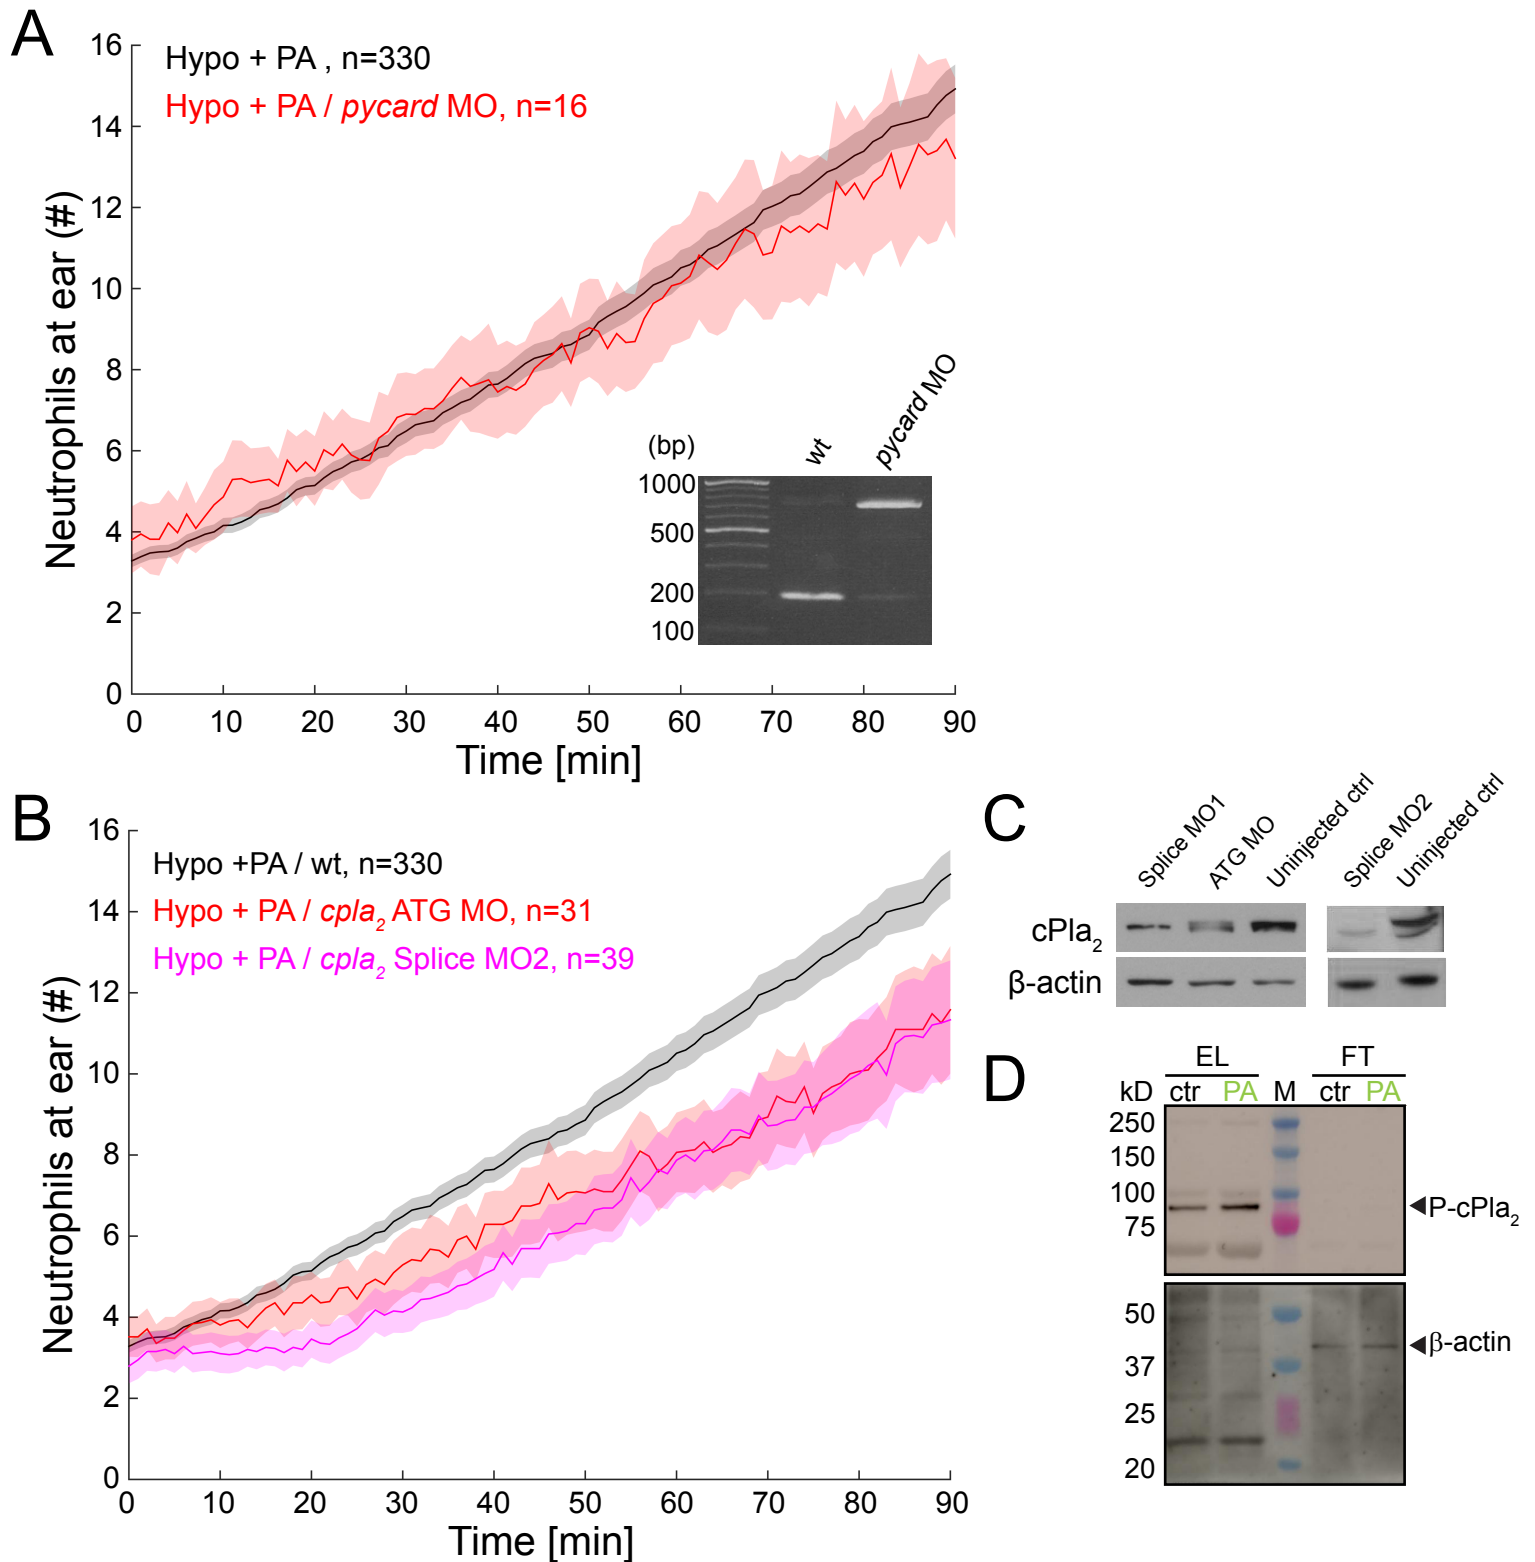 A
Hypo + PA , n=330
Hypo + PA / pycard MO, n=16
Neutrophils at ear (#)
16
14
12
10
8
6
4
2
0
0 10 20 30 40 50 60 70 80 90
Time [min]
(bp)
wt
pycard MO
1000
500
200
100
B
Hypo +PA / wt, n=330
Hypo + PA / cpla2 ATG MO, n=31
Hypo + PA / cpla2 Splice MO2, n=39
Neutrophils at ear (#)
16
14
12
10
8
6
4
2
0
0 10 20 30 40 50 60 70 80 90
Time [min]
C
Splice MO1
ATG MO
Uninjected ctrl
Splice MO2
Uninjected ctrl
cPla2
β-actin
D
EL FT
kD ctr PA M ctr PA
250
150
100
75
P-cPla2
50
37
25
20
β-actin